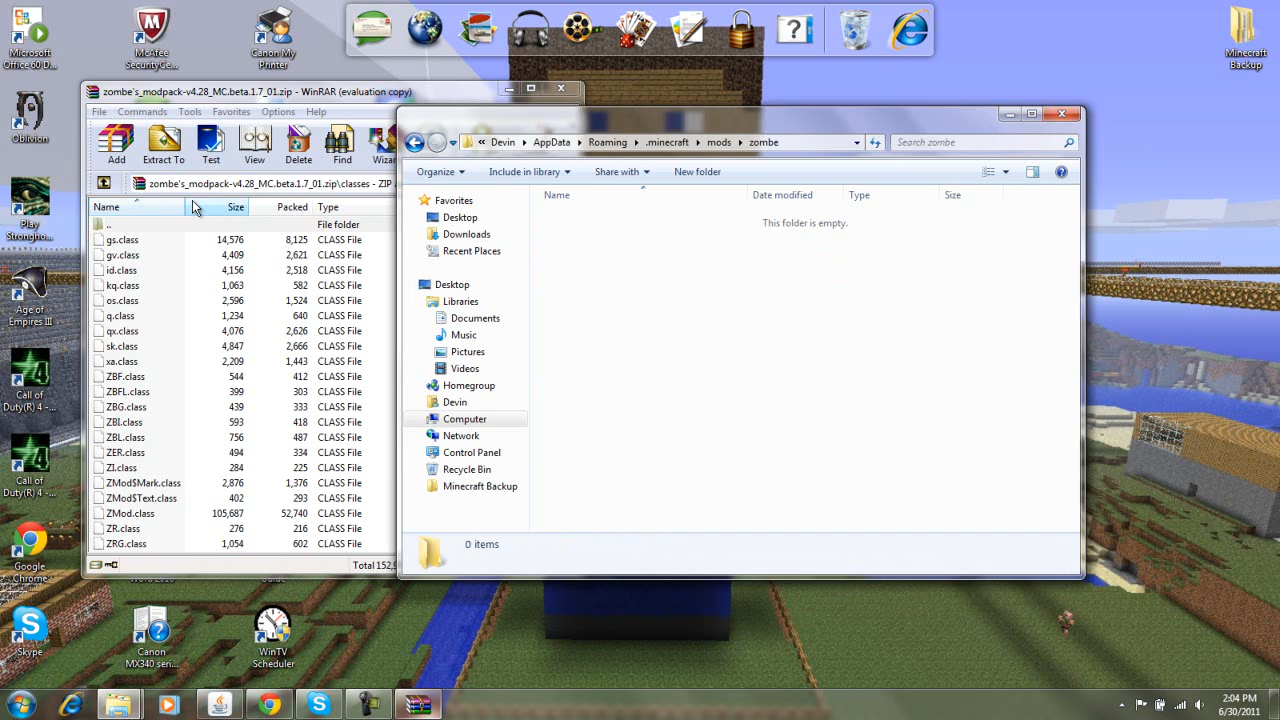 Microsoft Office 60 D...
McAfee SecurityCe...
Canon My Printer
Minecraft Backup
Oblivion
Play Strongho...
Age of Empires III
Call of Duty(R) 4 -...
Call of Duty(R) 4 -...
Google Chrome
Skype
Canon MX340 seri...
WinTV Scheduler
zombe's_modpack-v4.28_MC.beta.1.7_01.zip - WinRAR (evaluation copy)
File Commands Tools Favorites Options Help
Add Extract To Test View Delete Find Wizar
zombe's_modpack-v4.28_MC.beta.1.7_01.zip\classes - ZIP
Name Size Packed Type
.. File folder
gs.class 14,576 8,125 CLASS File
gv.class 4,409 2,621 CLASS File
id.class 4,156 2,518 CLASS File
kq.class 1,063 582 CLASS File
os.class 2,596 1,524 CLASS File
q.class 1,234 640 CLASS File
qx.class 4,076 2,626 CLASS File
sk.class 4,847 2,666 CLASS File
xa.class 2,209 1,443 CLASS File
ZBF.class 544 412 CLASS File
ZBFL.class 399 303 CLASS File
ZBG.class 439 333 CLASS File
ZBI.class 593 418 CLASS File
ZBL.class 756 487 CLASS File
ZER.class 494 334 CLASS File
ZI.class 284 225 CLASS File
ZMod$Mark.class 2,876 1,376 CLASS File
ZMod$Text.class 402 293 CLASS File
ZMod.class 105,687 52,740 CLASS File
ZR.class 276 216 CLASS File
ZRG.class 1,054 602 CLASS File
Total 152,9
« Devin AppData Roaming .minecraft mods zombe
Search zombe
Organize Include in library Share with New folder
Name Date modified Type Size
This folder is empty.
Favorites
Desktop
Downloads
Recent Places
Desktop
Libraries
Documents
Music
Pictures
Videos
Homegroup
Devin
Computer
Network
Control Panel
Recycle Bin
Minecraft Backup
0 items
2:04 PM
6/30/2011